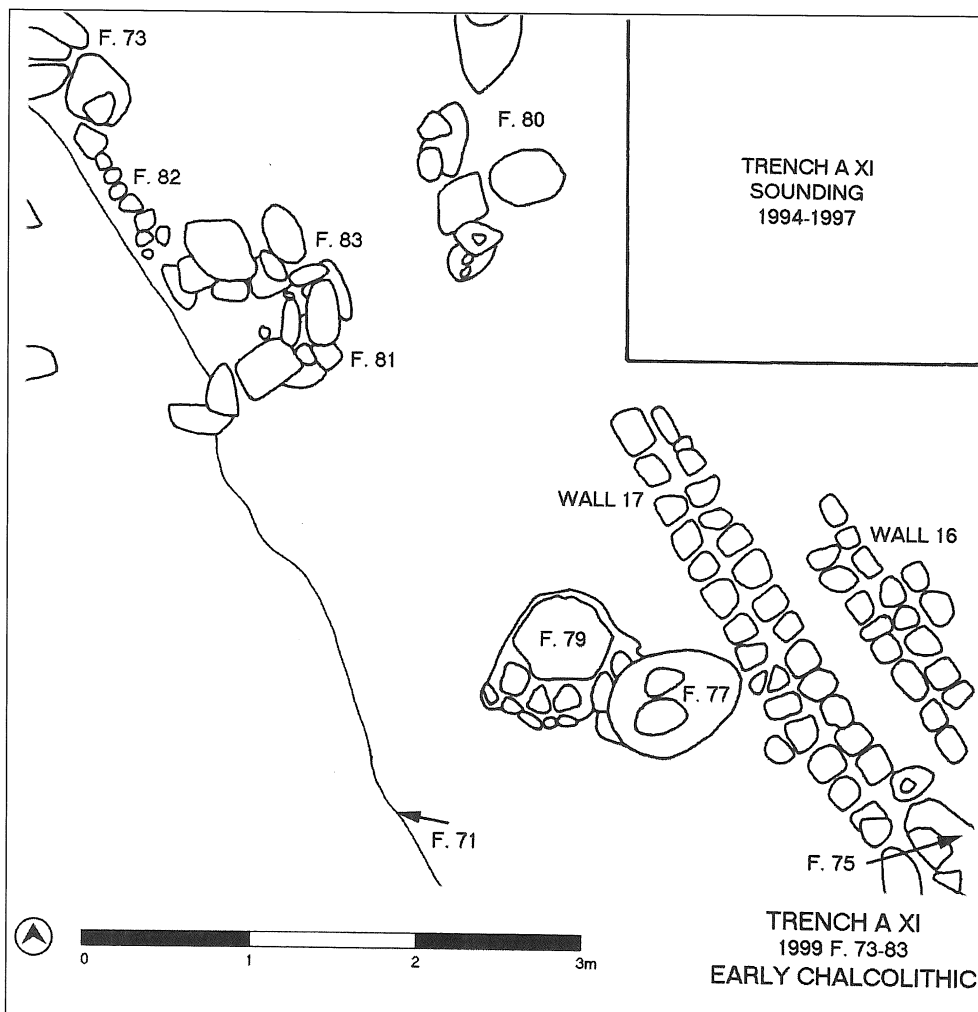 F. 73
F. 80
TRENCH A XI
SOUNDING
1994-1997
F. 82
F. 83
F. 81
WALL 17
WALL 16
F. 79
F. 77
F. 71
F. 75
0 1 2 3m
TRENCH A XI
1999 F. 73-83
EARLY CHALCOLITHIC